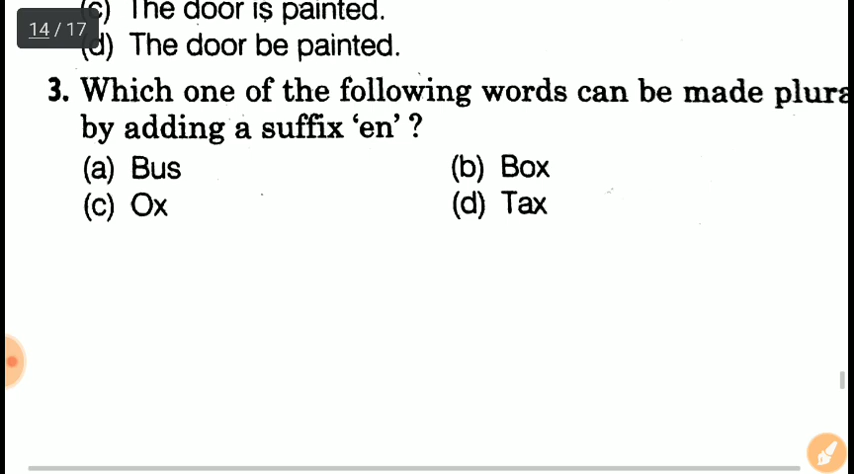 (c) The door is painted.
14 / 17
(d) The door be painted.
3. Which one of the following words can be made plura
by adding a suffix ‘en’ ?
(a) Bus
(b) Box
(c) Ox
(d) Tax